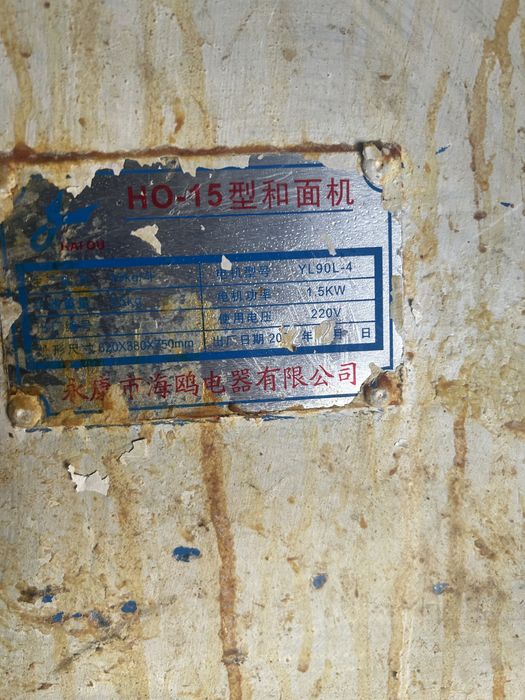 HO-15型和面机
HAI OU
电机型号 YL90L-4
电机功率 1.5KW
使用电压 220V
外形尺寸 620X380X750mm 出厂日期 20 年 月 日
永康市海鸥电器有限公司